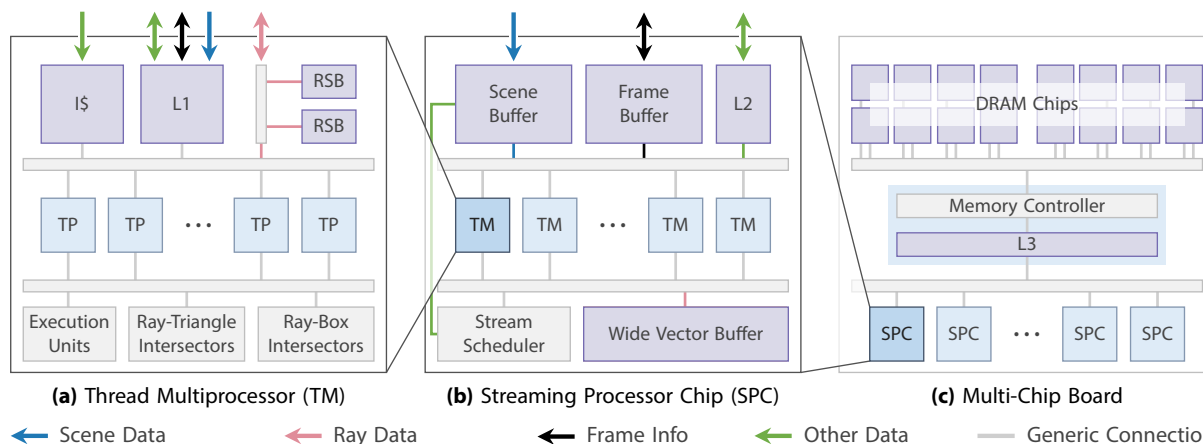 I$
L1
RSB
RSB
TP
TP
...
TP
TP
Execution
Units
Ray-Triangle
Intersectors
Ray-Box
Intersectors
(a) Thread Multiprocessor (TM)
Scene
Buffer
Frame
Buffer
L2
TM
TM
...
TM
TM
Stream
Scheduler
Wide Vector Buffer
(b) Streaming Processor Chip (SPC)
DRAM Chips
Memory Controller
L3
SPC
SPC
...
SPC
SPC
(c) Multi-Chip Board
Scene Data
Ray Data
Frame Info
Other Data
Generic Connectio